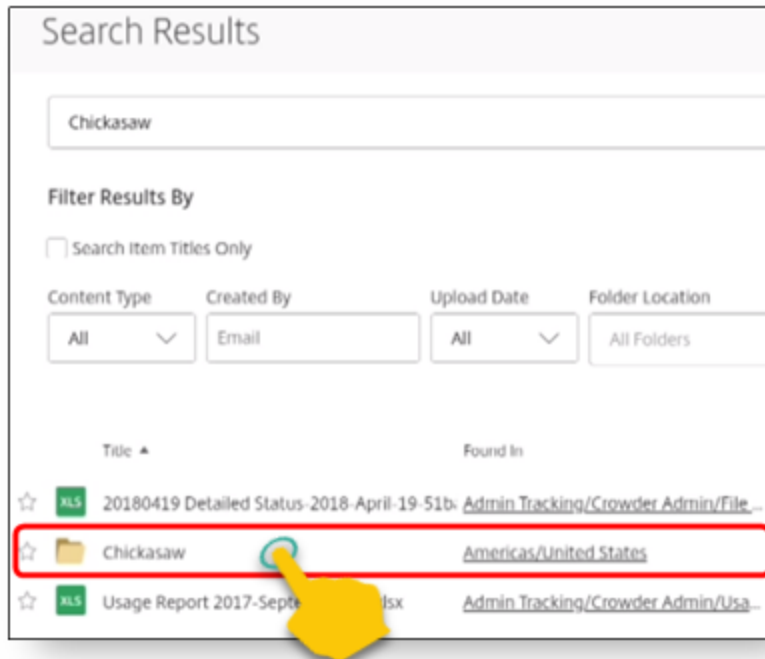 Search Results
Chickasaw
Filter Results By
Search Item Titles Only
Content Type Created By Upload Date Folder Location
All Email All All Folders
Title ▲ Found In
XLS 20180419 Detailed Status-2018-April-19-51b. Admin Tracking/Crowder Admin/File...
Chickasaw Americas/United States
XLS Usage Report 2017-Septe lsx Admin Tracking/Crowder Admin/Usa...